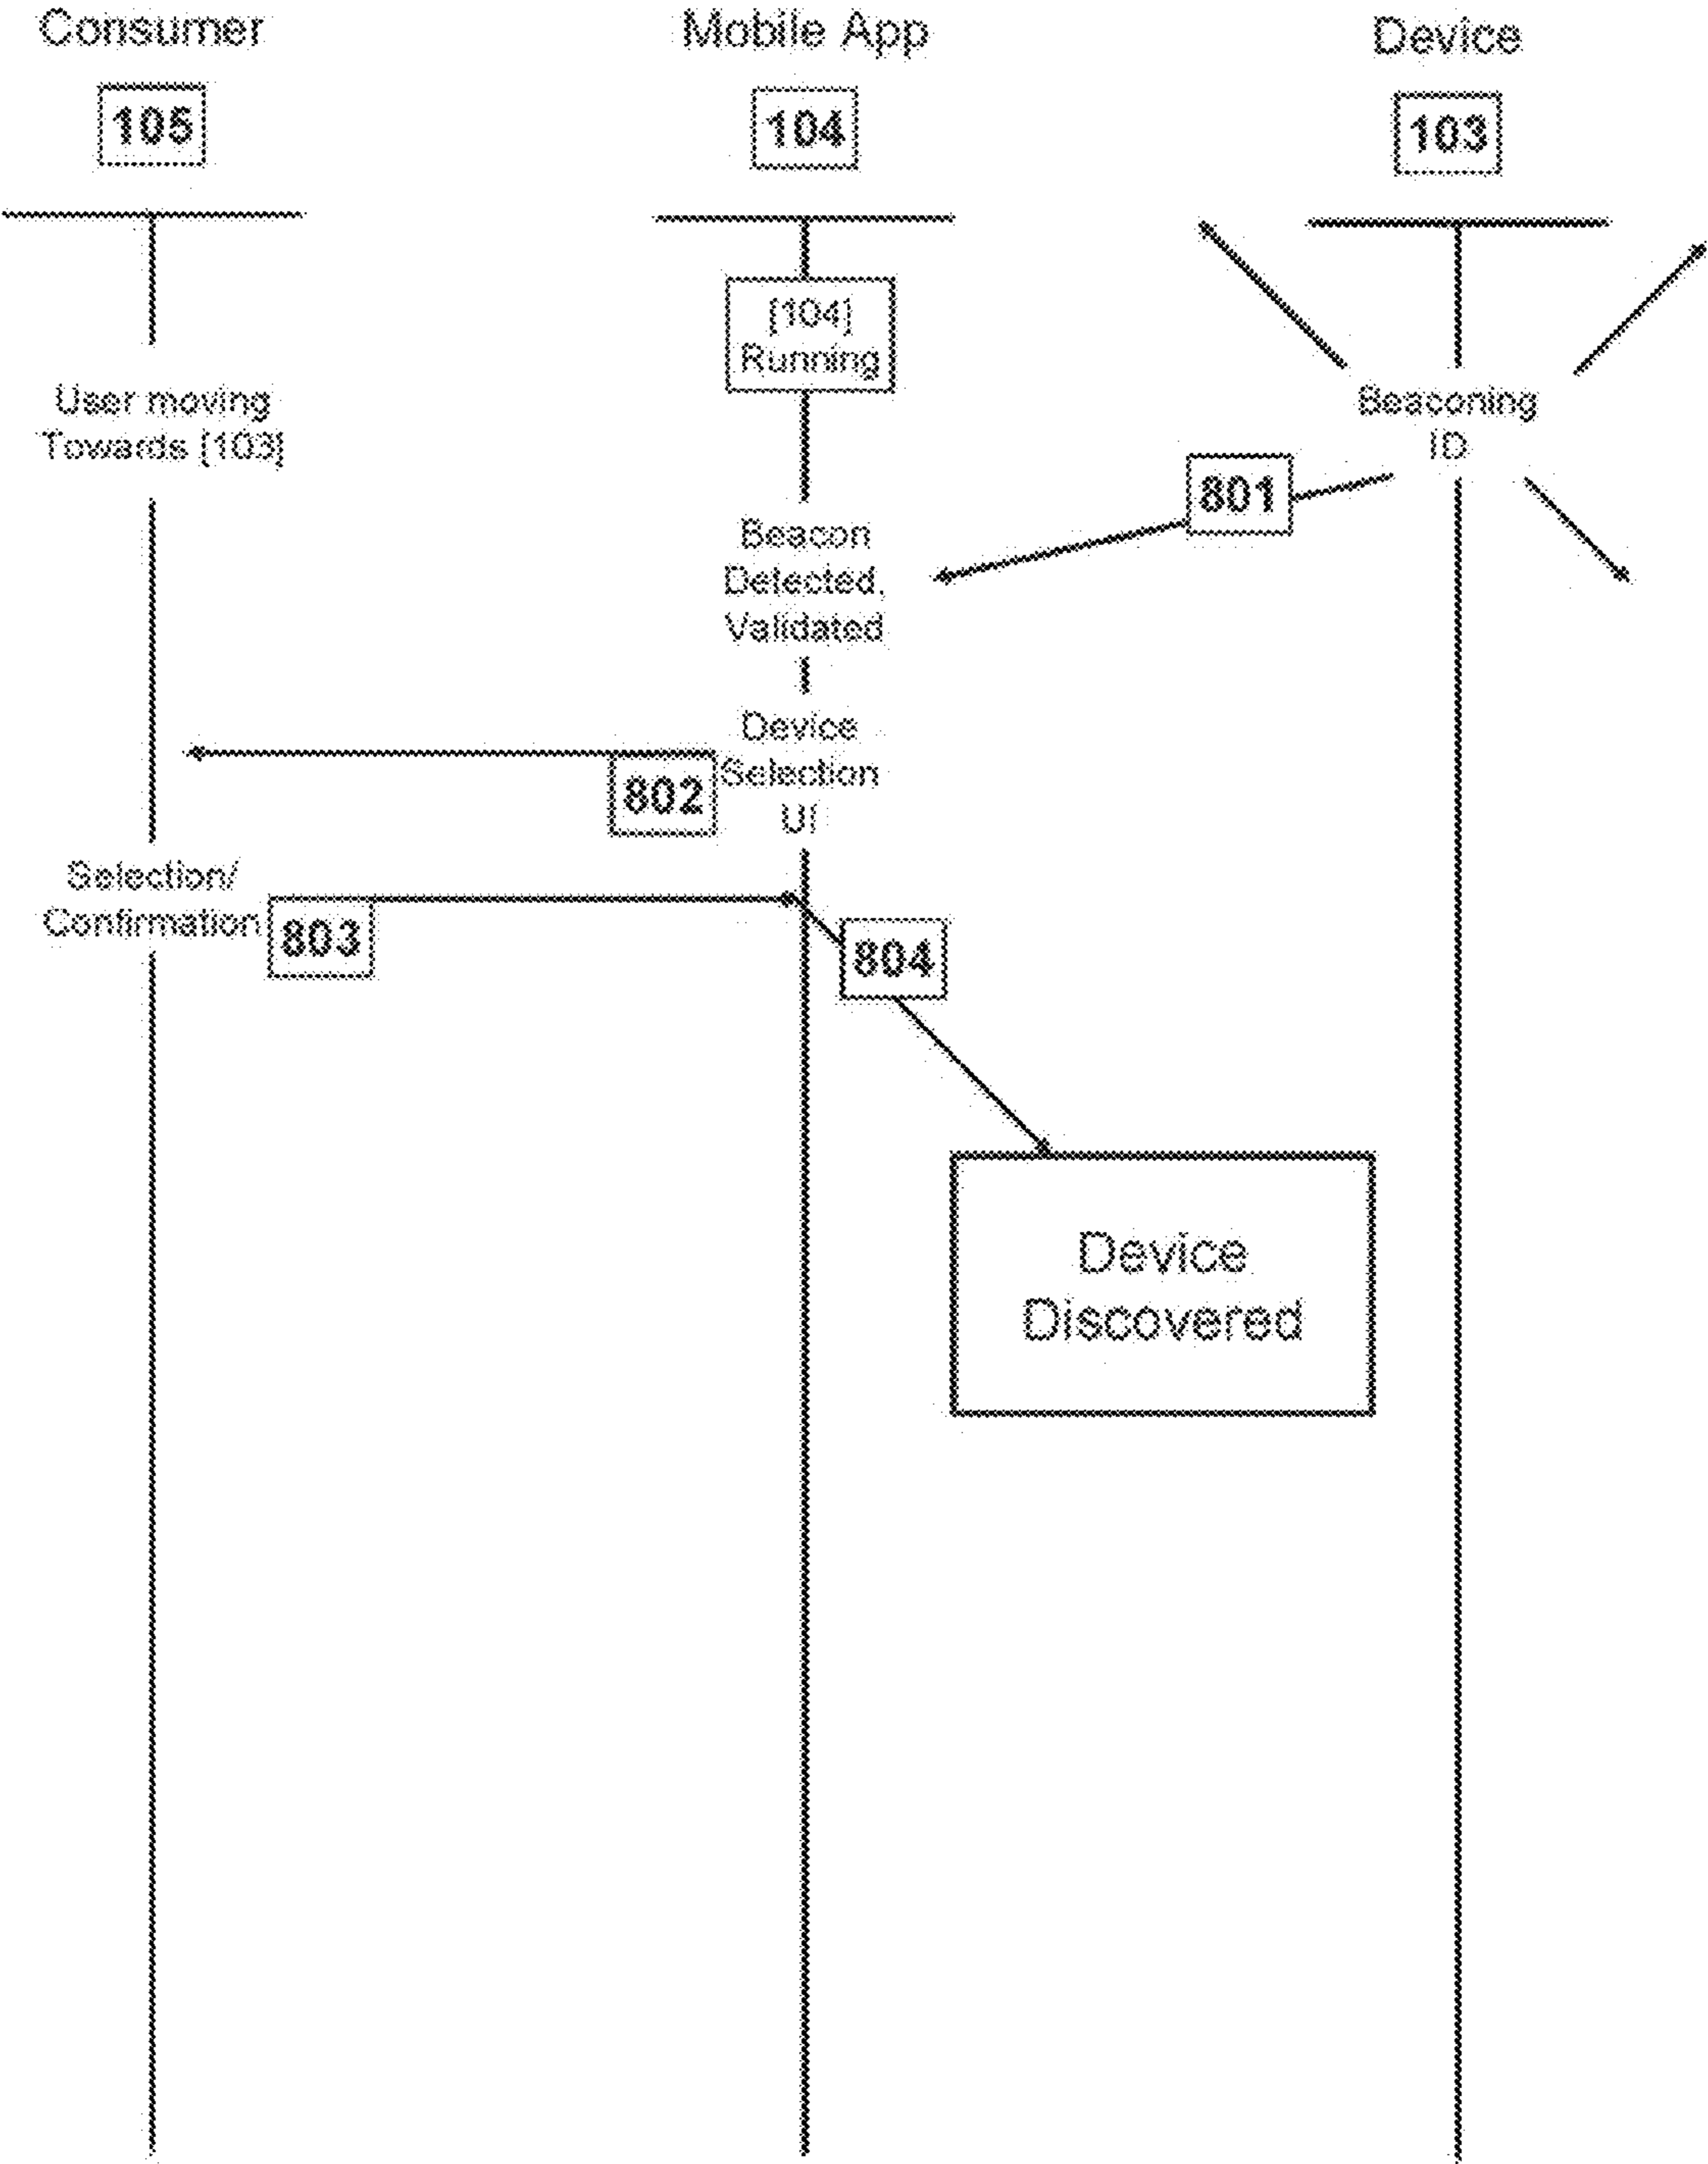 Consumer
Mobile App
Device
105
104
103
[104]
Running
User moving
Towards [103]
Beaconing
ID
801
Beacon
Detected,
Validated
Device
Selection
UI
802
Selection/
Confirmation
803
804
Device
Discovered